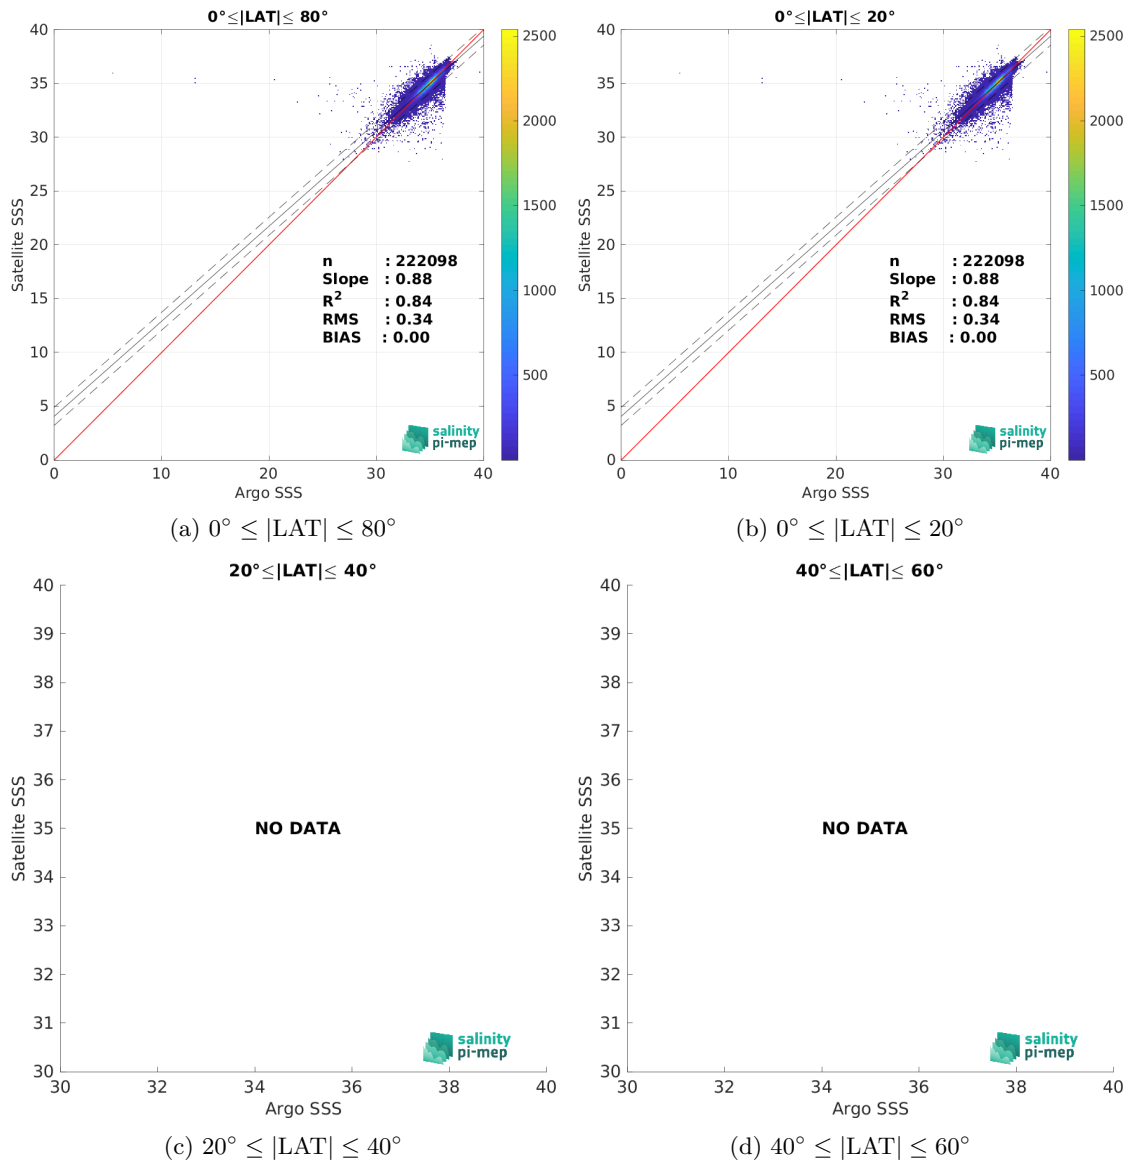 0°≤|LAT|≤ 80°
40
35
30
25
20
15
10
5
0
Satellite SSS
n : 222098
Slope : 0.88
R² : 0.84
RMS : 0.34
BIAS : 0.00
salinity
pi-mep
0 10 20 30 40
Argo SSS
2500
2000
1500
1000
500
(a) 0° ≤ |LAT| ≤ 80°
0°≤|LAT|≤ 20°
40
35
30
25
20
15
10
5
0
Satellite SSS
n : 222098
Slope : 0.88
R² : 0.84
RMS : 0.34
BIAS : 0.00
salinity
pi-mep
0 10 20 30 40
Argo SSS
2500
2000
1500
1000
500
(b) 0° ≤ |LAT| ≤ 20°
20°≤|LAT|≤ 40°
40
39
38
37
36
35
34
33
32
31
30
Satellite SSS
NO DATA
salinity
pi-mep
30 32 34 36 38 40
Argo SSS
(c) 20° ≤ |LAT| ≤ 40°
40°≤|LAT|≤ 60°
40
39
38
37
36
35
34
33
32
31
30
Satellite SSS
NO DATA
salinity
pi-mep
30 32 34 36 38 40
Argo SSS
(d) 40° ≤ |LAT| ≤ 60°